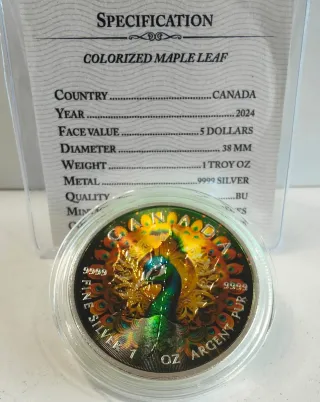 SPECIFICATION
COLORIZED MAPLE LEAF
COUNTRY CANADA
YEAR 2024
FACE VALUE 5 DOLLARS
DIAMETER 38 MM
WEIGHT 1 TROY OZ
METAL 9999 SILVER
QUALITY BU
CANADA
9999 9999
FINE SILVER 1 OZ ARGENT PUR